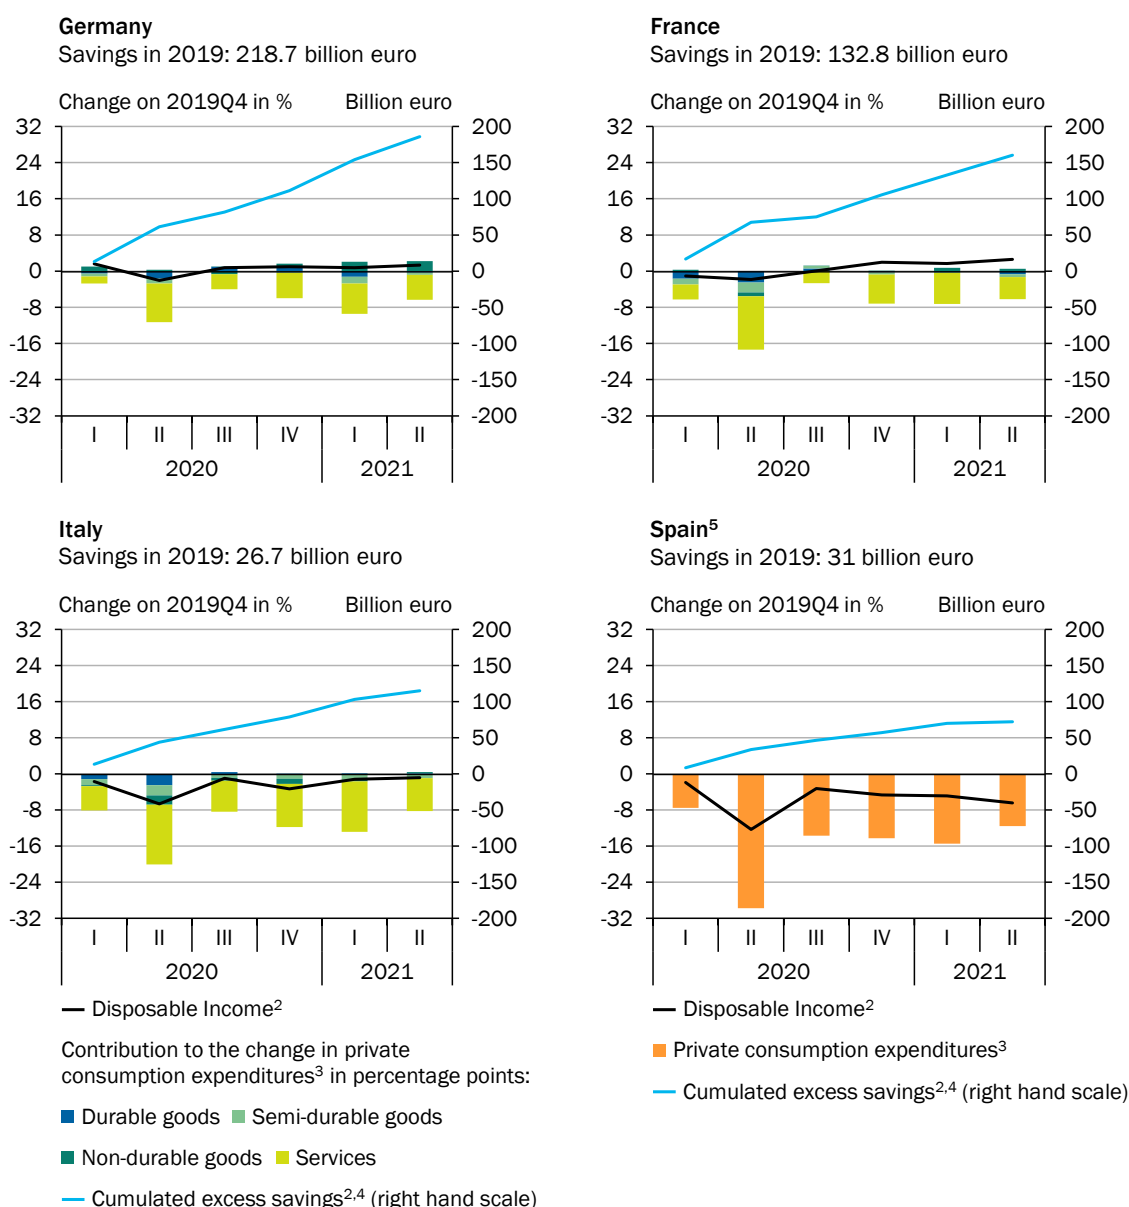 Germany
Savings in 2019: 218.7 billion euro
Change on 2019Q4 in % Billion euro
32 200
24 150
16 100
8 50
0 0
-8 -50
-16 -100
-24 -150
-32 -200
I II III IV I II
2020 2021
France
Savings in 2019: 132.8 billion euro
Change on 2019Q4 in % Billion euro
32 200
24 150
16 100
8 50
0 0
-8 -50
-16 -100
-24 -150
-32 -200
I II III IV I II
2020 2021
Italy
Savings in 2019: 26.7 billion euro
Change on 2019Q4 in % Billion euro
32 200
24 150
16 100
8 50
0 0
-8 -50
-16 -100
-24 -150
-32 -200
I II III IV I II
2020 2021
Disposable Income²
Contribution to the change in private
consumption expenditures³ in percentage points:
Durable goods Semi-durable goods
Non-durable goods Services
Cumulated excess savings²,⁴ (right hand scale)
Spain⁵
Savings in 2019: 31 billion euro
Change on 2019Q4 in % Billion euro
32 200
24 150
16 100
8 50
0 0
-8 -50
-16 -100
-24 -150
-32 -200
I II III IV I II
2020 2021
Disposable Income²
Private consumption expenditures³
Cumulated excess savings²,⁴ (right hand scale)